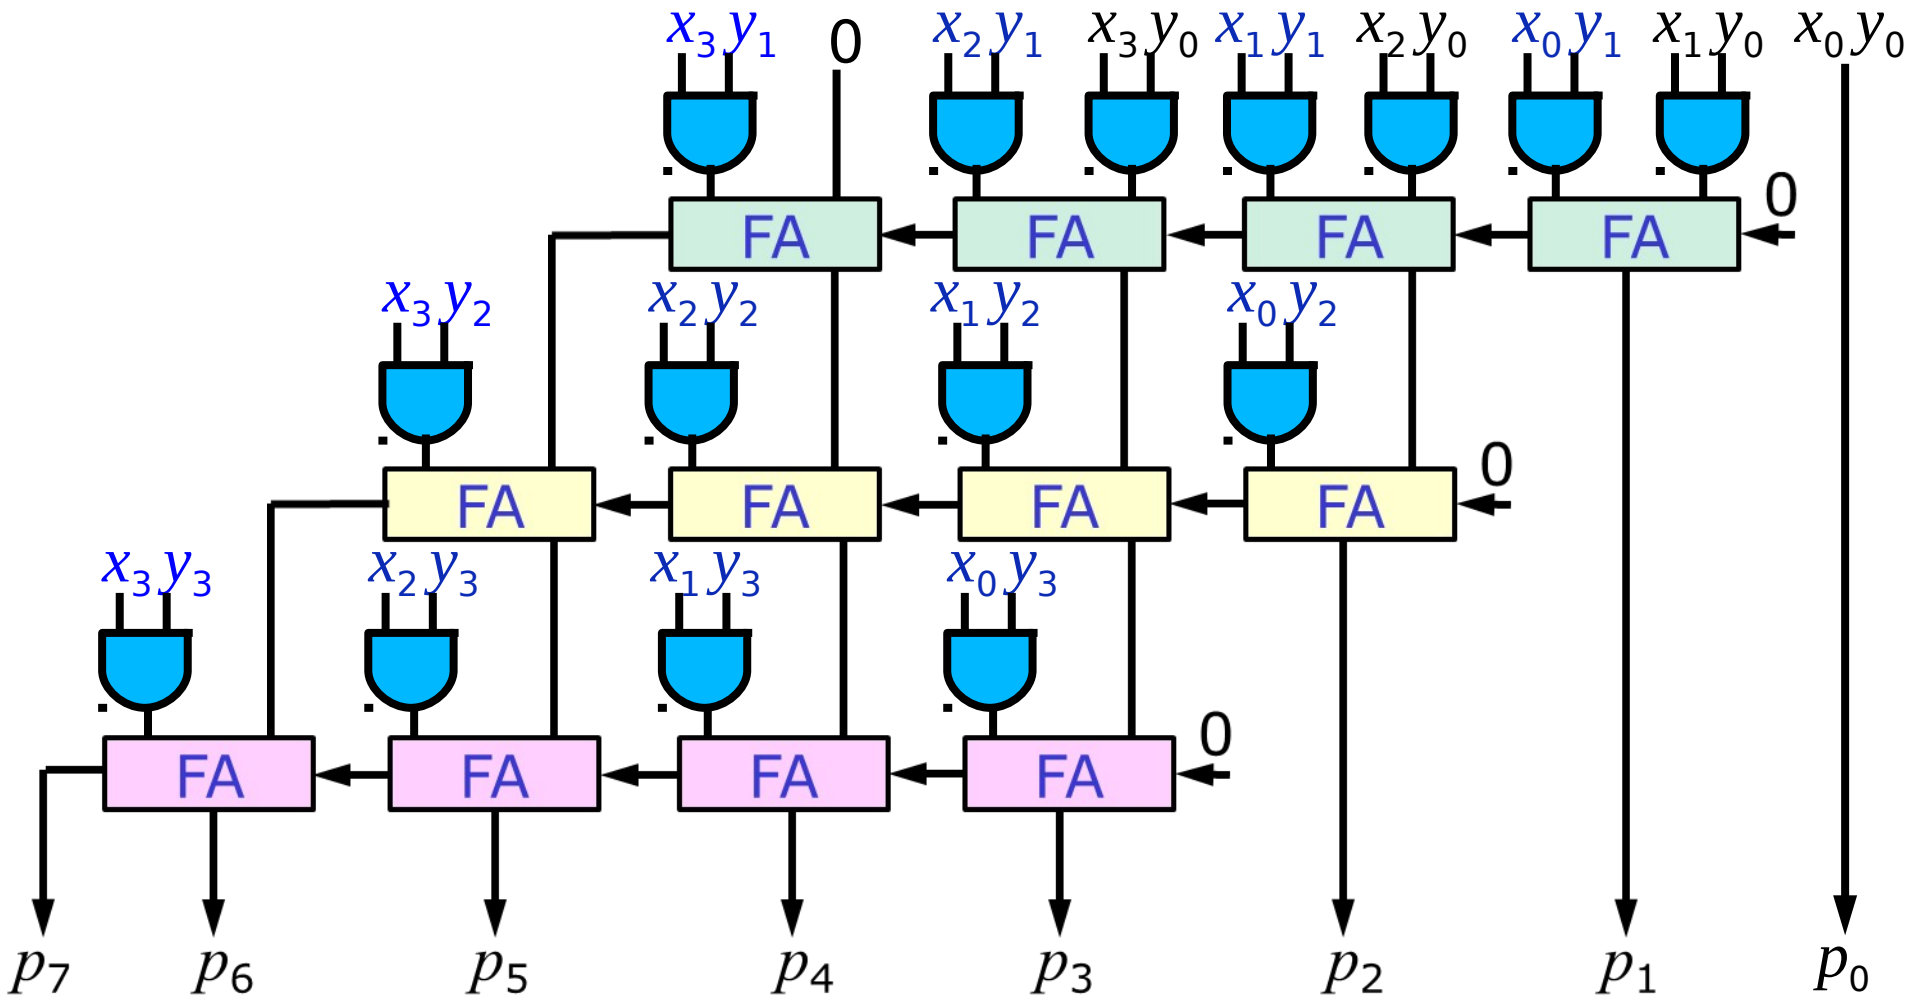 x₃y₁ 0 x₂y₁ x₃y₀ x₁y₁ x₂y₀ x₀y₁ x₁y₀ x₀y₀
0
FA FA FA FA
x₃y₂ x₂y₂ x₁y₂ x₀y₂
0
FA FA FA FA
x₃y₃ x₂y₃ x₁y₃ x₀y₃
0
FA FA FA FA
p₇ p₆ p₅ p₄ p₃ p₂ p₁ p₀